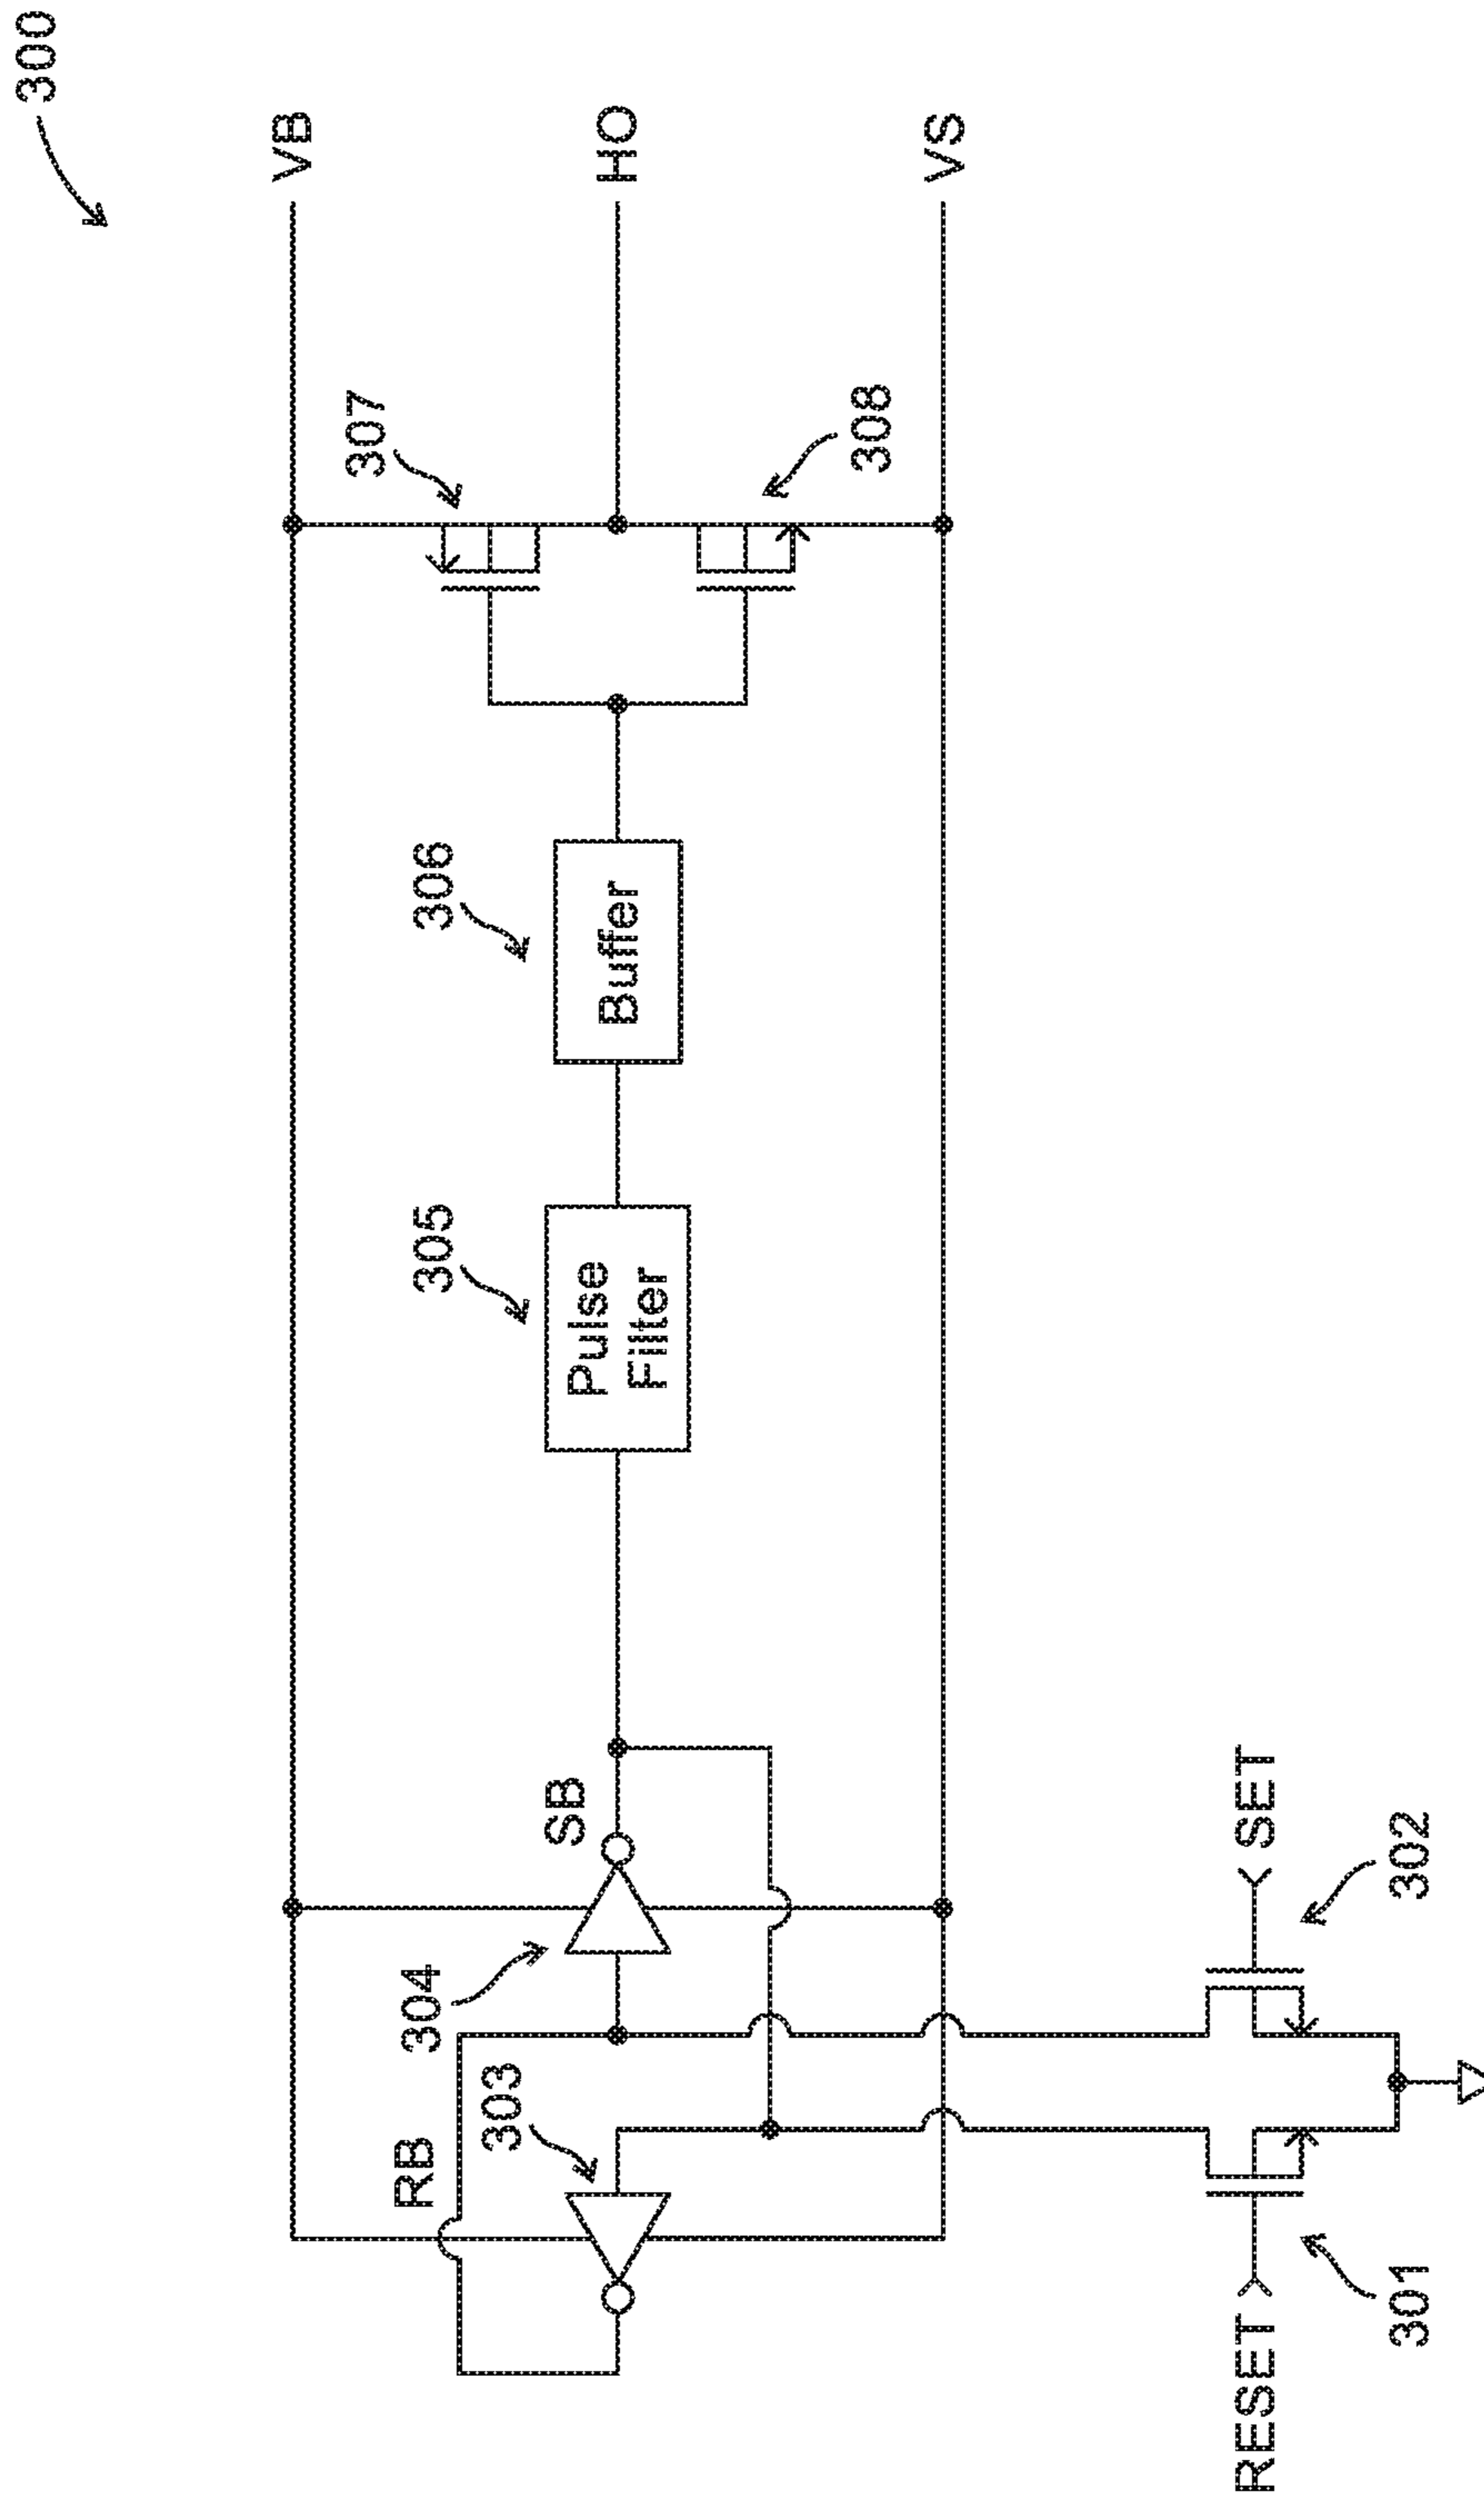 300
VB
HO
VS
307
308
306
Buffer
305
Pulse
Filter
304
SB
303
RB
SET
302
RESET
301